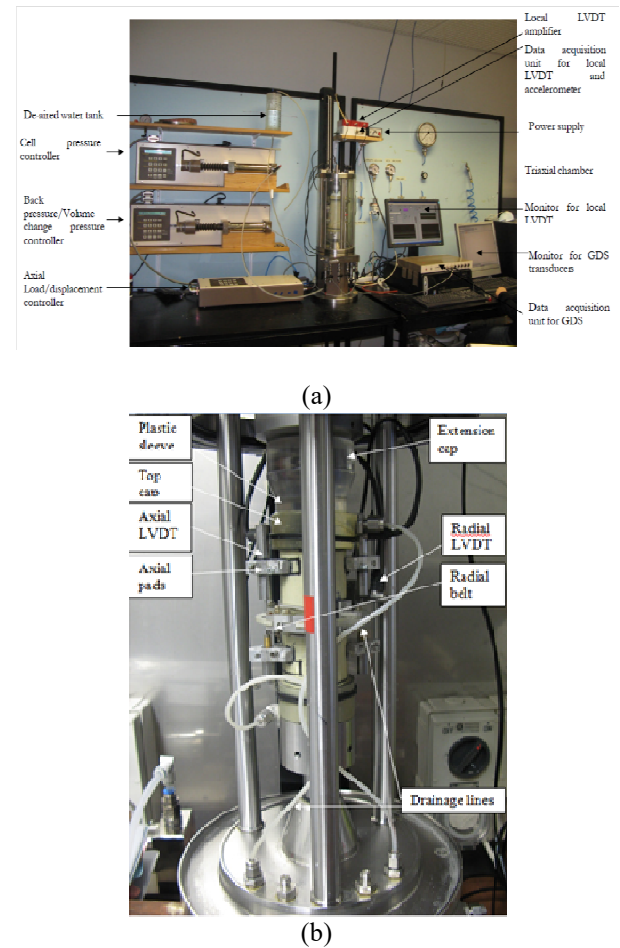 De-aired water tank
Cell pressure
controller
Back
pressure/Volume
change pressure
controller
Axial
Load/displacement
controller
Local LVDT
amplifier
Data acquisition
unit for local
LVDT and
accelerometer
Power supply
Triaxial chamber
Monitor for local
LVDT
Monitor for GDS
transducers
Data acquisition
unit for GDS
(a)
Plastic
sleeve
Top
cap
Axial
LVDT
Axial
pads
Extension
cap
Radial
LVDT
Radial
belt
Drainage lines
OFF
(b)